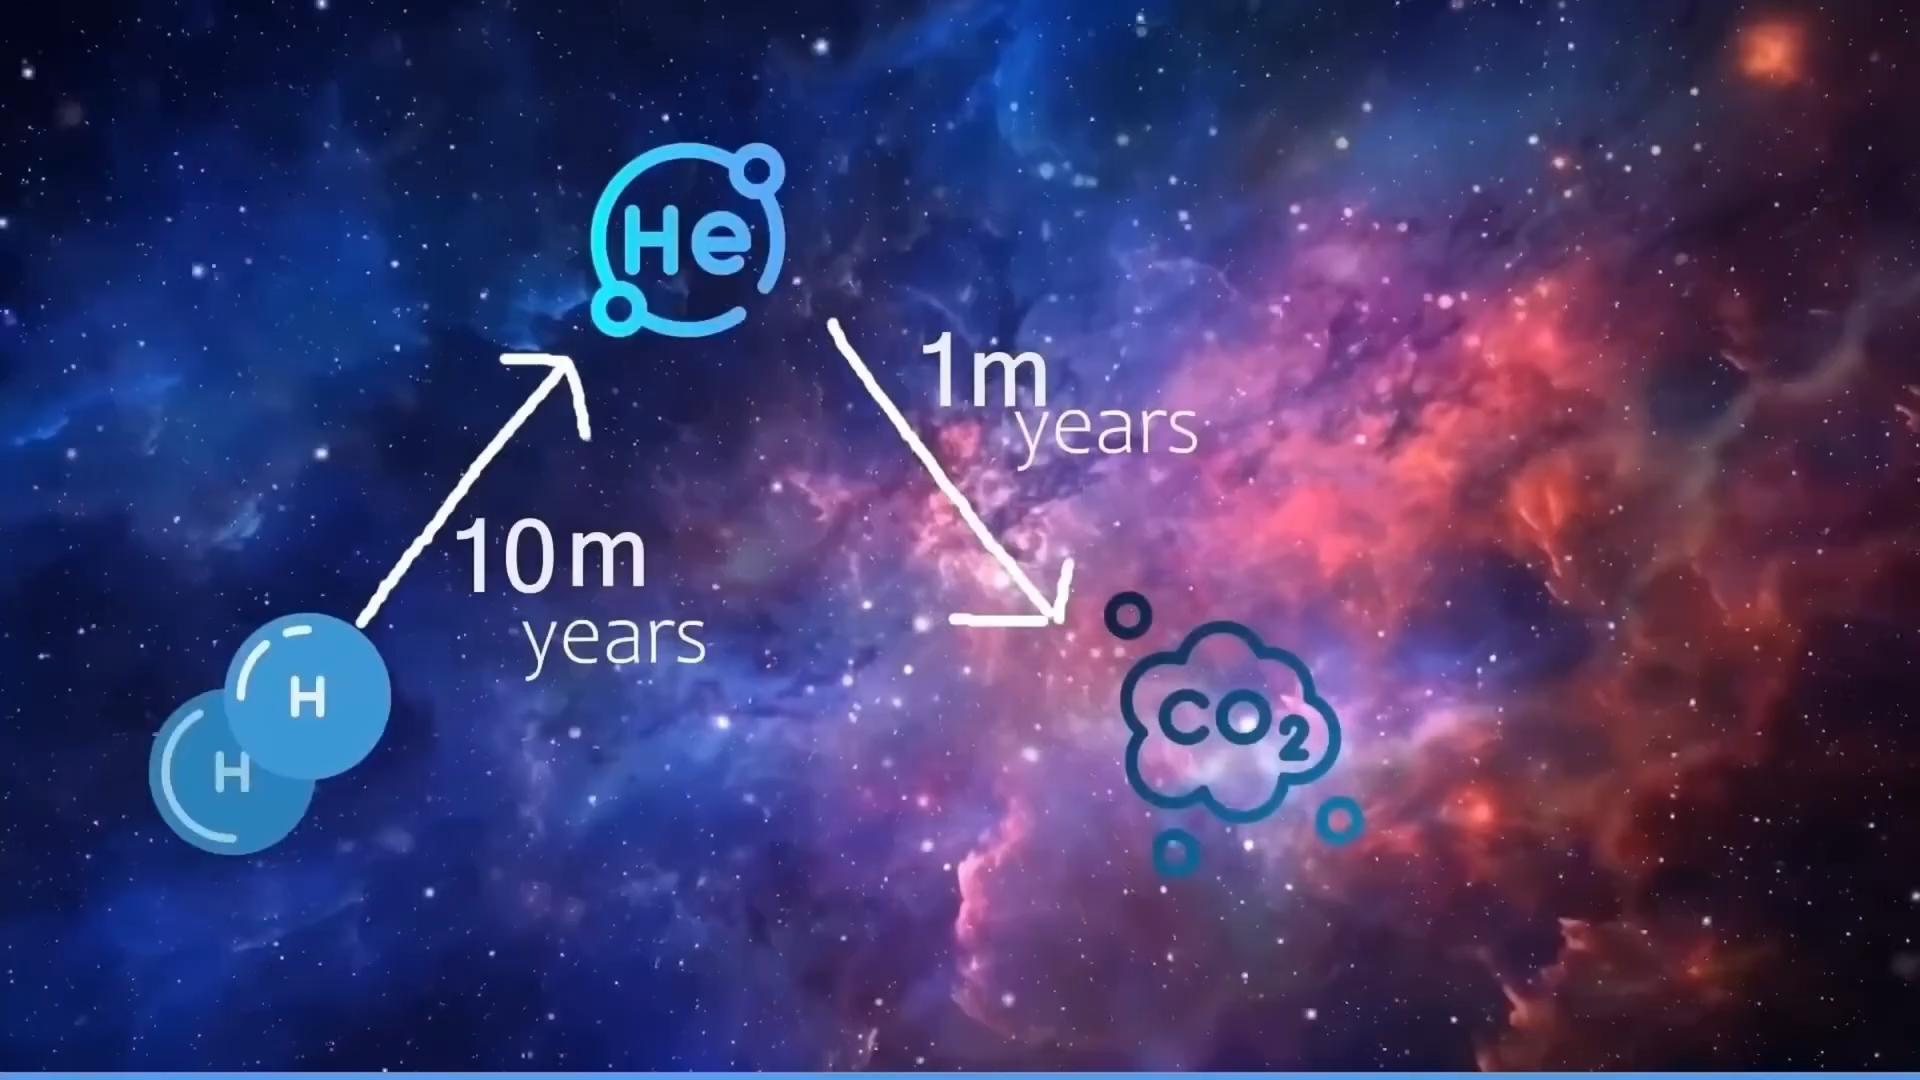 He
1m
years
10m
years
H
H
CO₂